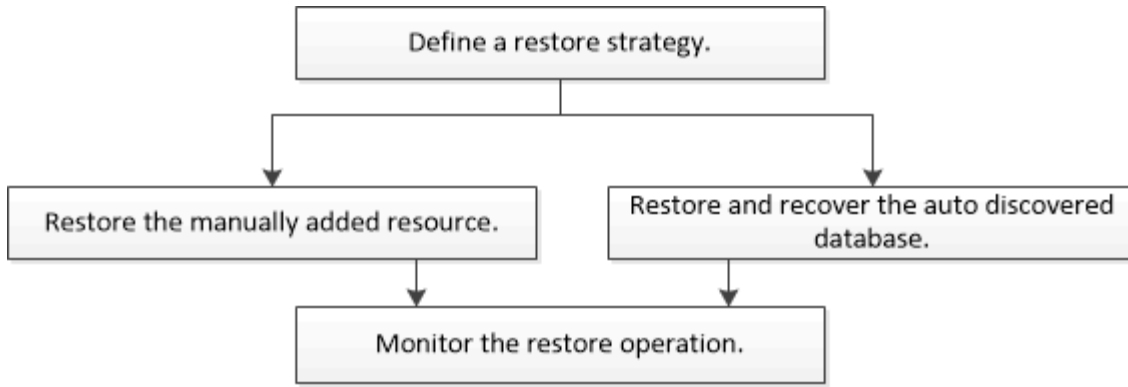 Define a restore strategy.
Restore the manually added resource.
Restore and recover the auto discovered
database.
Monitor the restore operation.